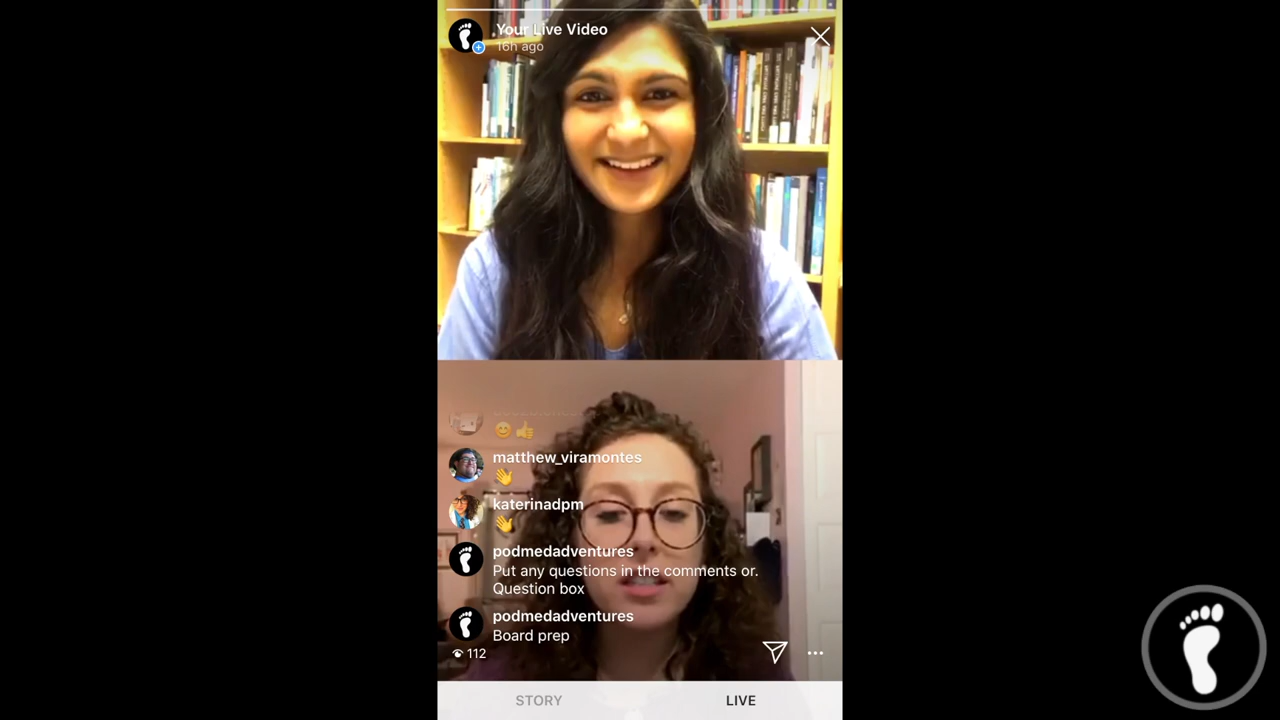 Your Live Video
16h ago
matthew_viramontes
👋
katerinadpm
👋
podmedadventures
Put any questions in the comments or.
Question box
podmedadventures
Board prep
112
STORY
LIVE